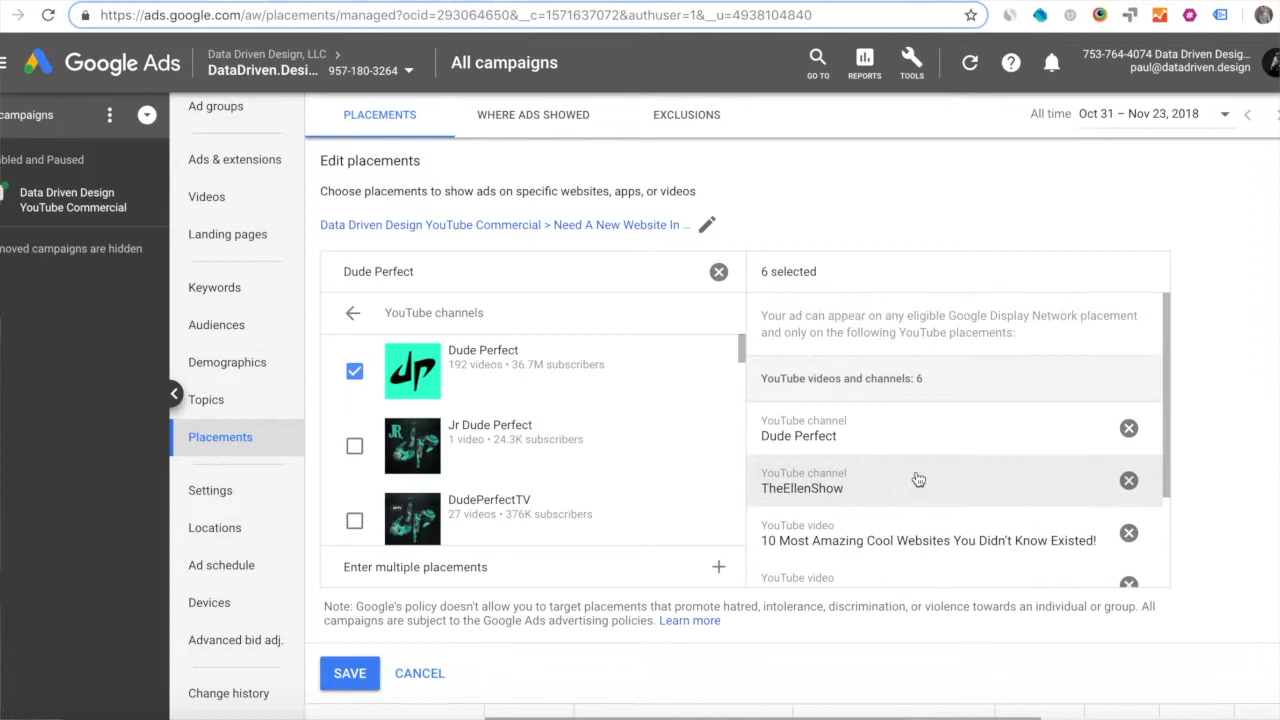 https://ads.google.com/aw/placements/managed?ocid=293064650&__c=1571637072&authuser=1&__u=4938104840
Google Ads
Data Driven Design, LLC
DataDriven.Desi... 957-180-3264
All campaigns
GO TO
REPORTS
TOOLS
753-764-4074 Data Driven Desig...
paul@datadriven.design
campaigns
bled and Paused
Data Driven Design
YouTube Commercial
moved campaigns are hidden
Ad groups
Ads & extensions
Videos
Landing pages
Keywords
Audiences
Demographics
Topics
Placements
Settings
Locations
Ad schedule
Devices
Advanced bid adj.
Change history
PLACEMENTS
WHERE ADS SHOWED
EXCLUSIONS
All time Oct 31 – Nov 23, 2018
Edit placements
Choose placements to show ads on specific websites, apps, or videos
Data Driven Design YouTube Commercial > Need A New Website In ...
Dude Perfect
YouTube channels
Dude Perfect
192 videos • 36.7M subscribers
Jr Dude Perfect
1 video • 24.3K subscribers
DudePerfectTV
27 videos • 376K subscribers
Enter multiple placements
6 selected
Your ad can appear on any eligible Google Display Network placement
and only on the following YouTube placements:
YouTube videos and channels: 6
YouTube channel
Dude Perfect
YouTube channel
TheEllenShow
YouTube video
10 Most Amazing Cool Websites You Didn't Know Existed!
YouTube video
Note: Google's policy doesn't allow you to target placements that promote hatred, intolerance, discrimination, or violence towards an individual or group. All
campaigns are subject to the Google Ads advertising policies. Learn more
SAVE
CANCEL